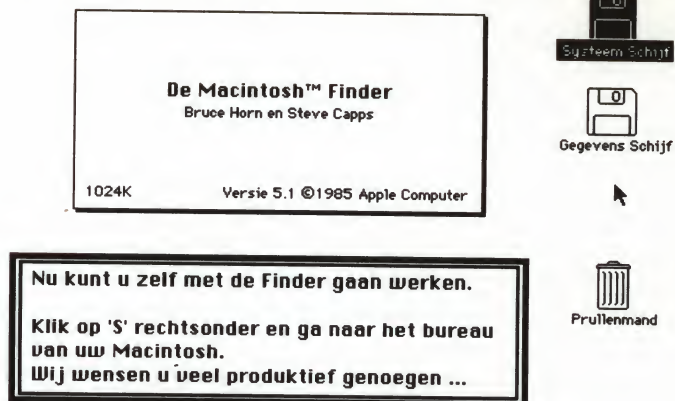 De Macintosh™ Finder
Bruce Horn en Steve Capps
1024K Versie 5.1 ©1985 Apple Computer
Systeem Schijf
Gegevens Schijf
Prullenmand
Nu kunt u zelf met de Finder gaan werken.
Klik op 'S' rechtsonder en ga naar het bureau
van uw Macintosh.
Wij wensen u veel produktief genoegen ...